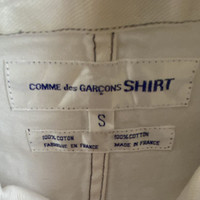 COMME des GARÇONS SHIRT
S
100% COTTON
FABRIQUÉ EN FRANCE
100% COTTON
MADE IN FRANCE